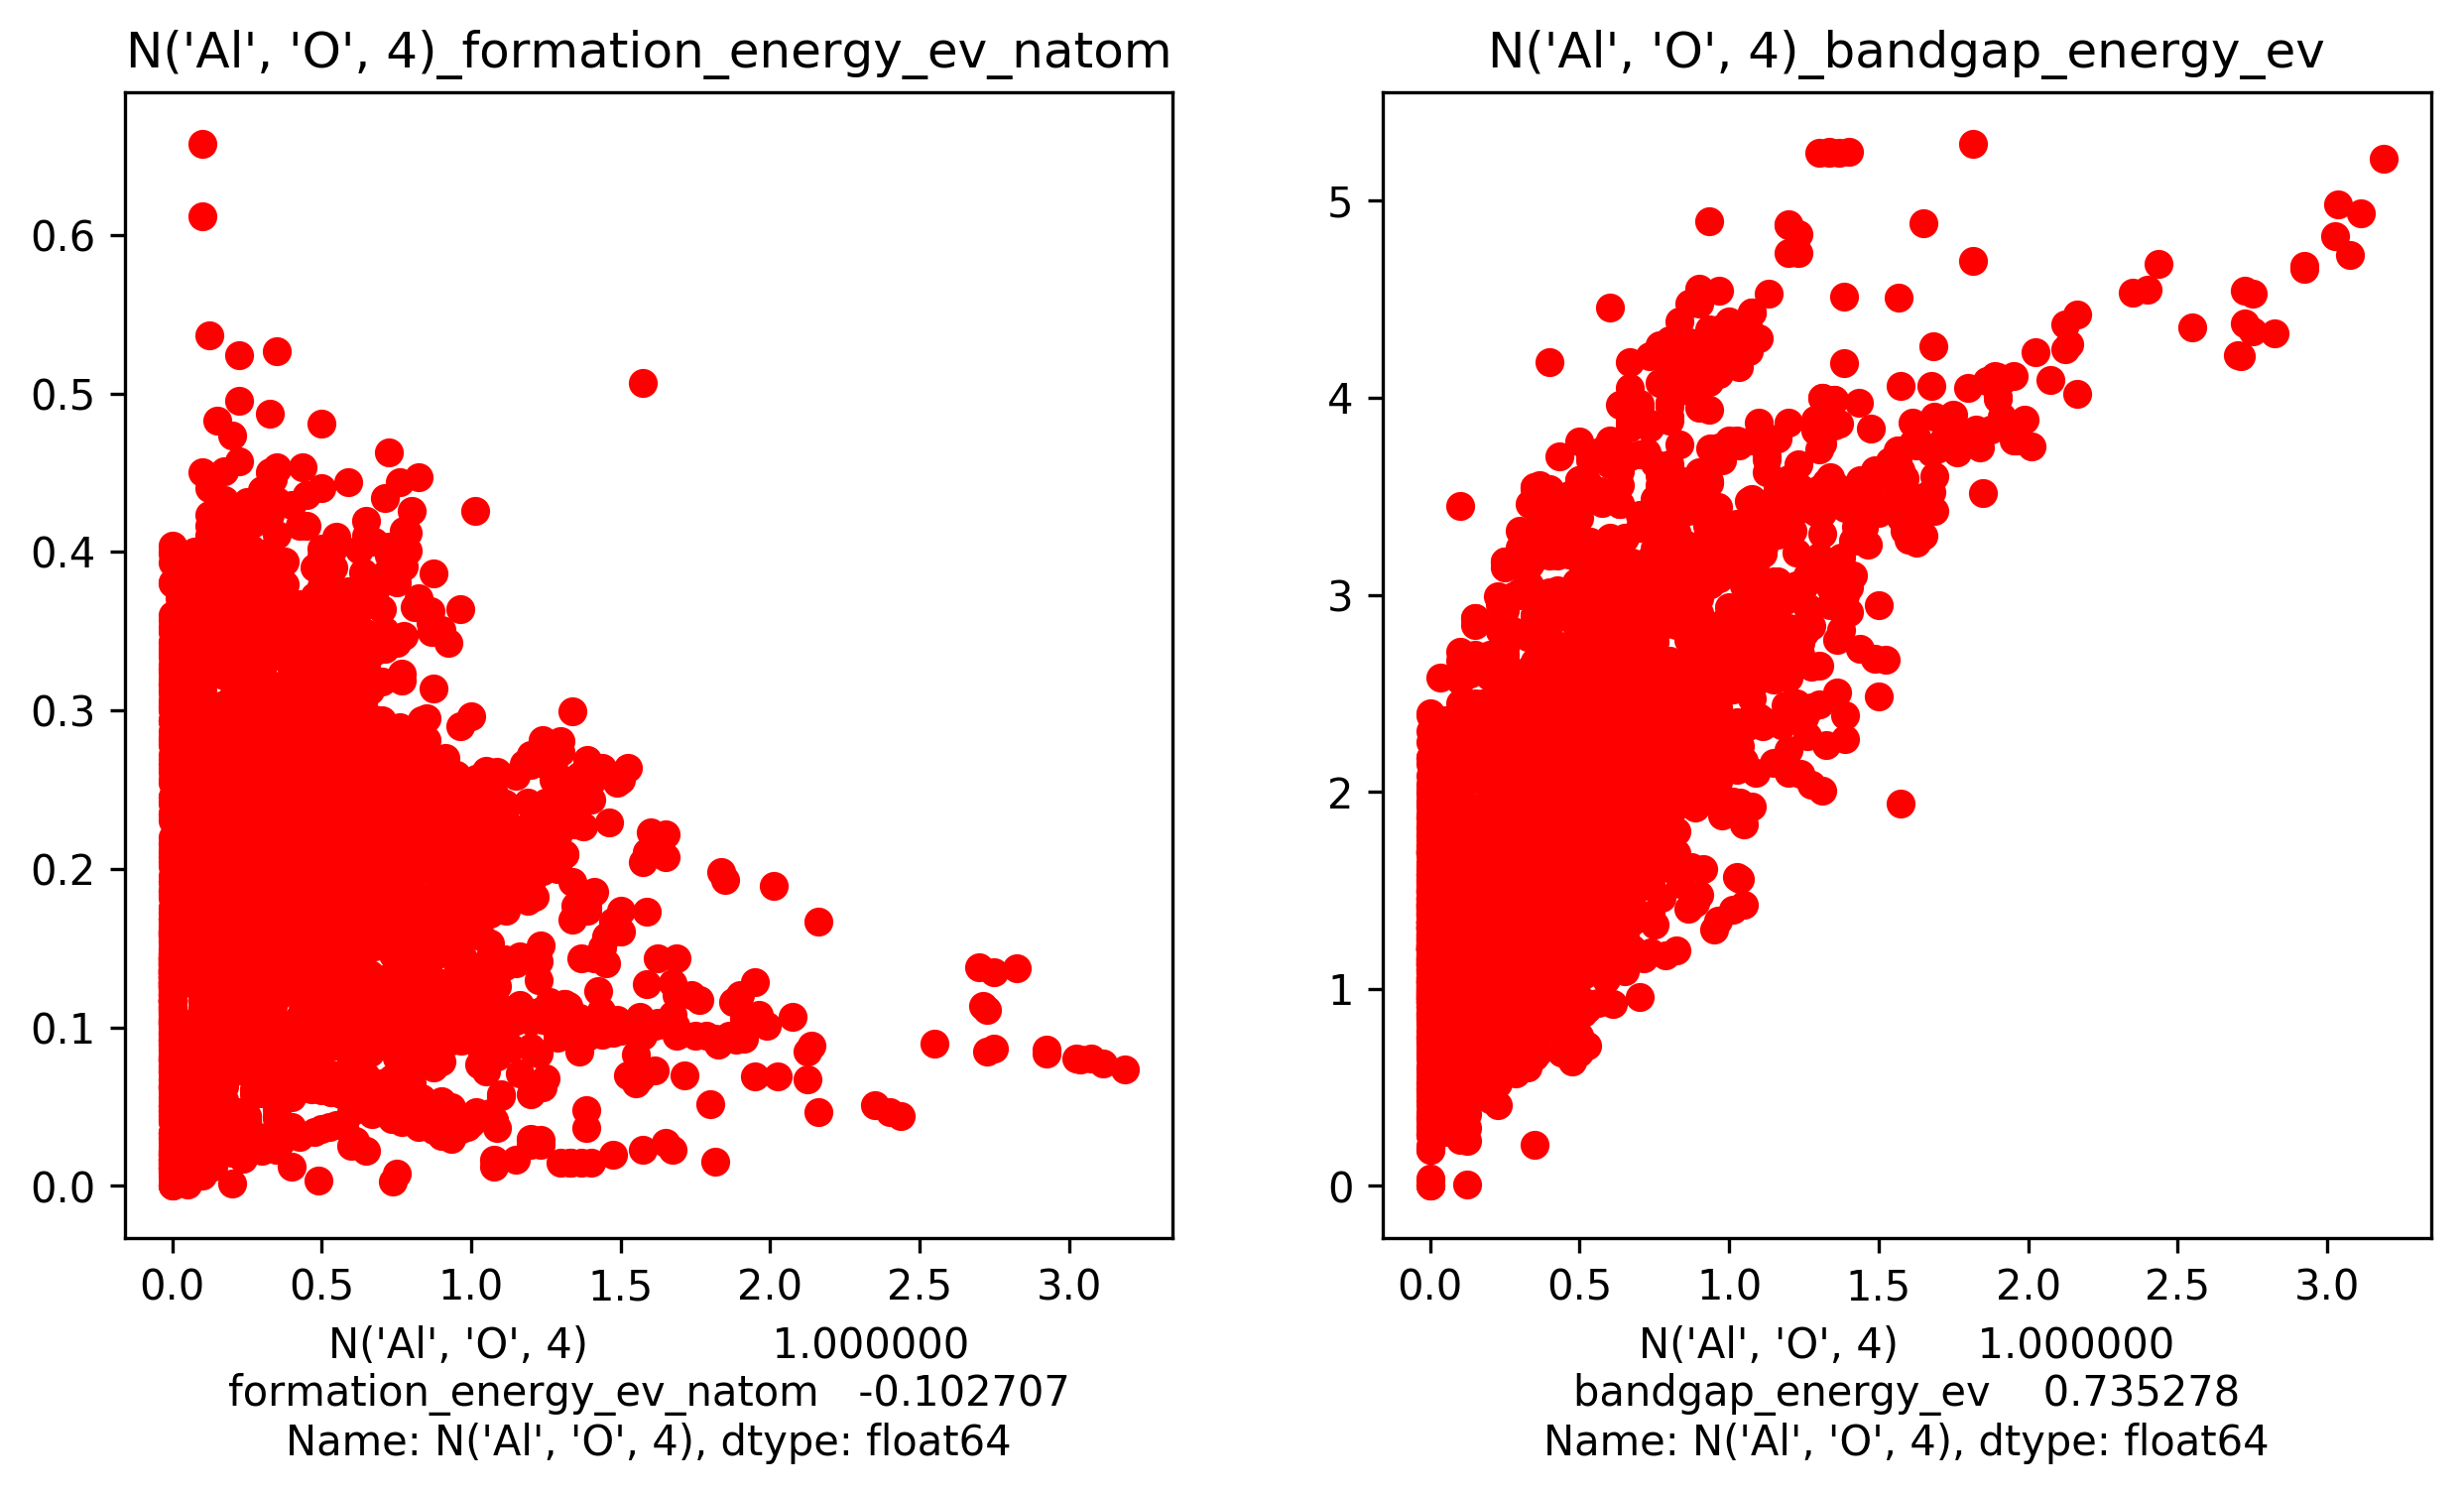 N('Al', 'O', 4)_formation_energy_ev_natom
0.6
0.5
0.4
0.3
0.2
0.1
0.0
0.0 0.5 1.0 1.5 2.0 2.5 3.0
N('Al', 'O', 4) 1.000000
formation_energy_ev_natom -0.102707
Name: N('Al', 'O', 4), dtype: float64
N('Al', 'O', 4)_bandgap_energy_ev
5
4
3
2
1
0
0.0 0.5 1.0 1.5 2.0 2.5 3.0
N('Al', 'O', 4) 1.000000
bandgap_energy_ev 0.735278
Name: N('Al', 'O', 4), dtype: float64